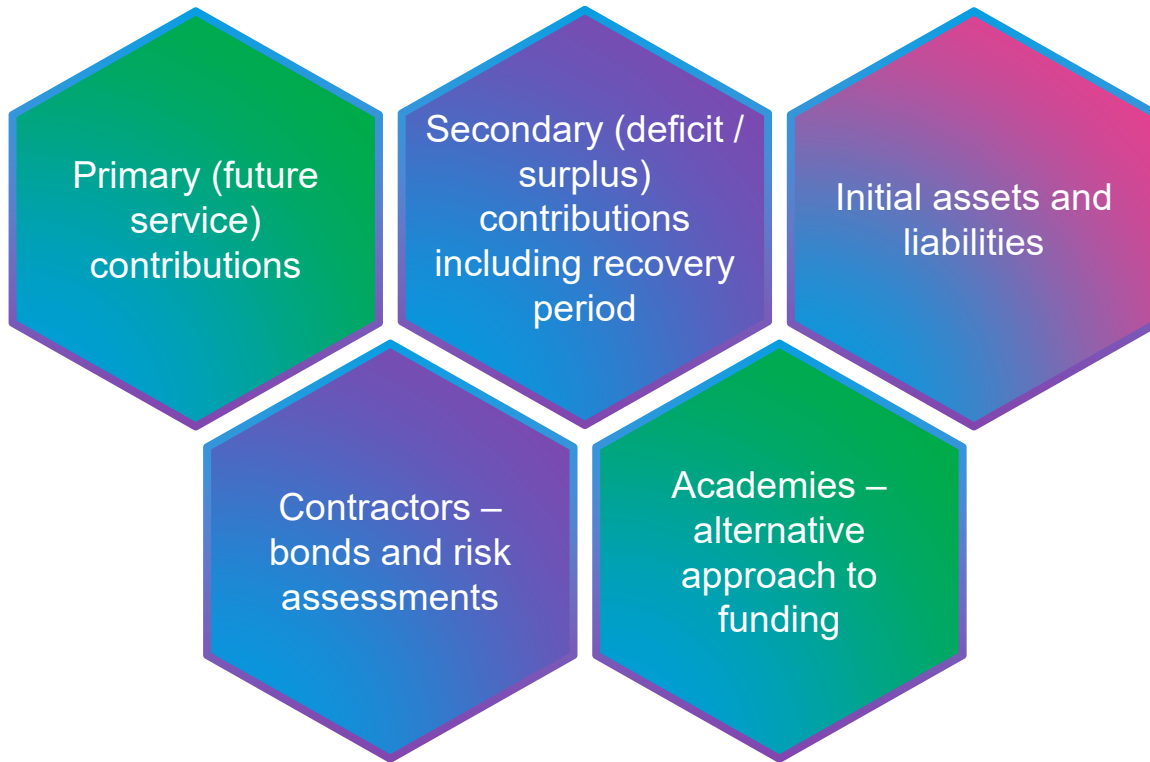 Primary (future
service)
contributions
Secondary (deficit /
surplus)
contributions
including recovery
period
Initial assets and
liabilities
Contractors –
bonds and risk
assessments
Academies –
alternative
approach to
funding